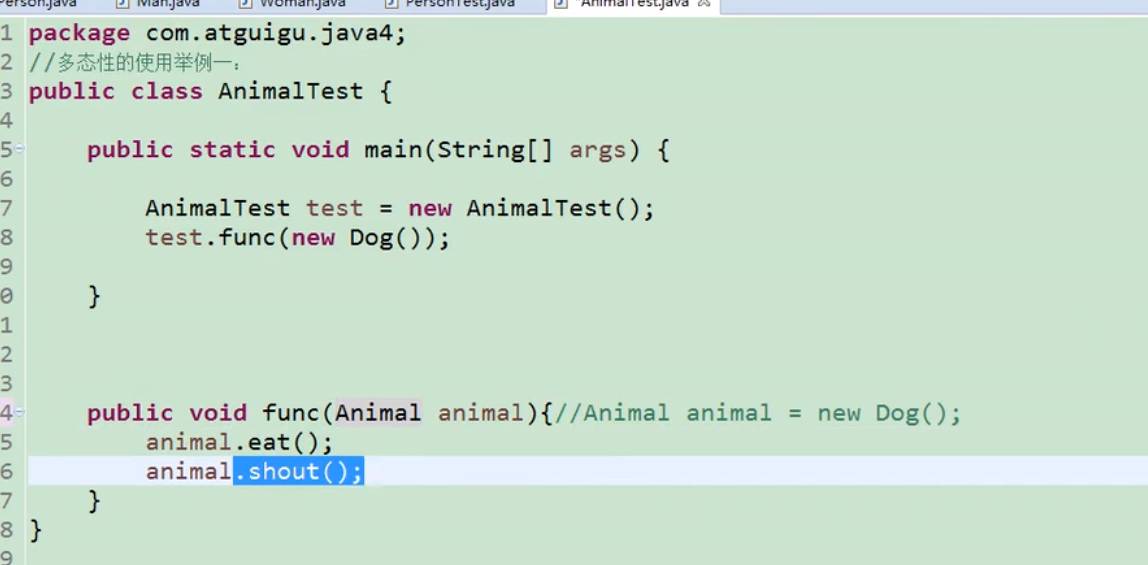 Person.java Man.java Woman.java PersonTest.java *AnimalTest.java
1 package com.atguigu.java4;
2 //多态性的使用举例一:
3 public class AnimalTest {
4
5 public static void main(String[] args) {
6
7 AnimalTest test = new AnimalTest();
8 test.func(new Dog());
9
0 }
1
2
3
4 public void func(Animal animal){//Animal animal = new Dog();
5 animal.eat();
6 animal.shout();
7 }
8 }
9